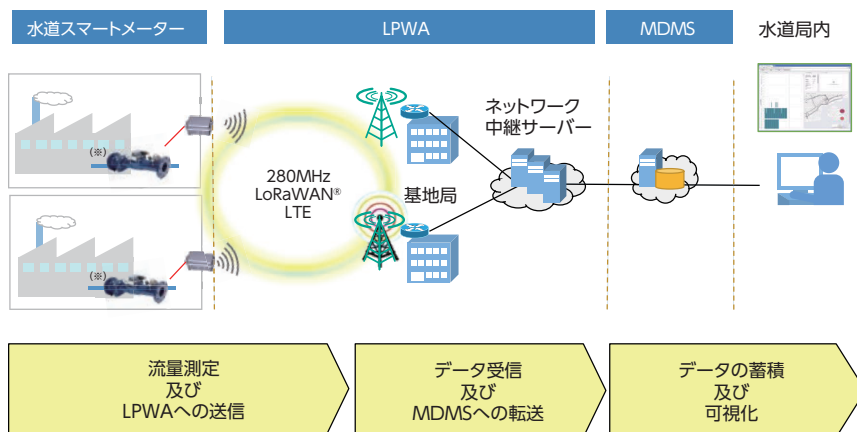 水道スマートメーター
LPWA
MDMS
水道局内
(※)
(※)
280MHz
LoRaWAN®
LTE
基地局
ネットワーク
中継サーバー
流量測定
及び
LPWAへの送信
データ受信
及び
MDMSへの転送
データの蓄積
及び
可視化